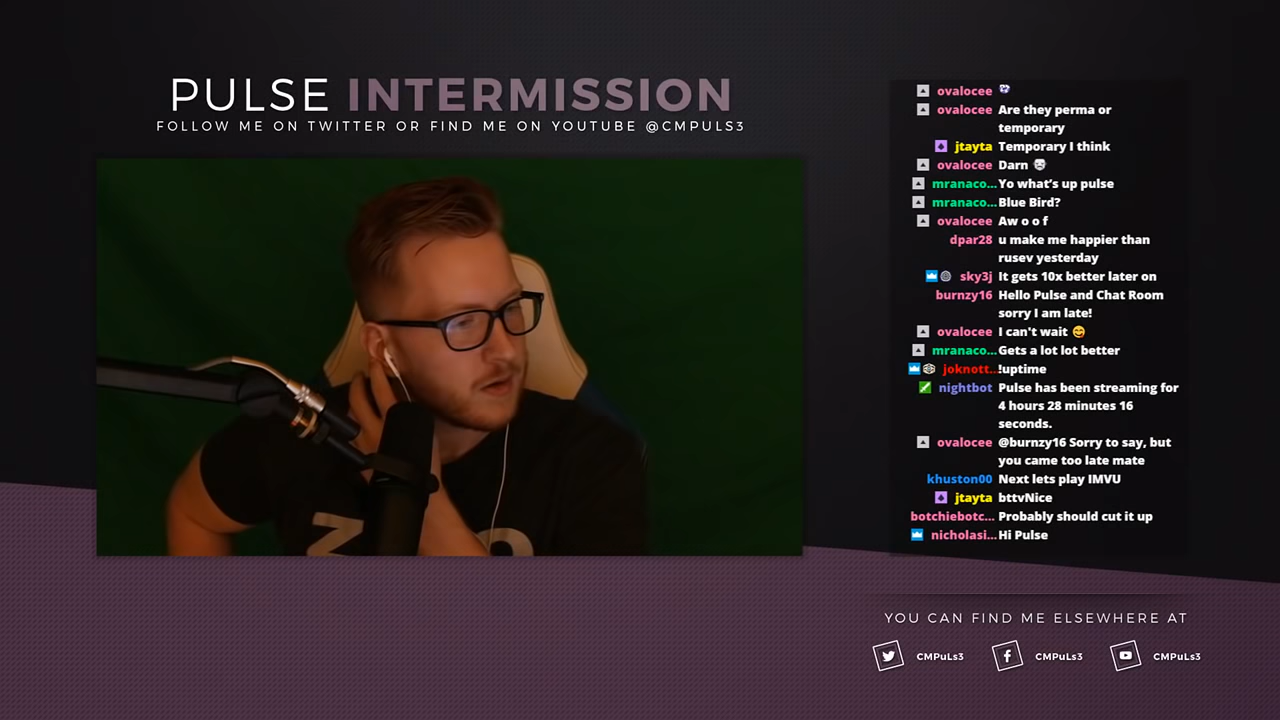 PULSE INTERMISSION
FOLLOW ME ON TWITTER OR FIND ME ON YOUTUBE @CMPULS3
ovalocee
ovalocee Are they perma or
temporary
jtayta Temporary I think
ovalocee Darn
mranaco... Yo what's up pulse
mranaco... Blue Bird?
ovalocee Aw o o f
dpar28 u make me happier than
rusev yesterday
sky3j It gets 10x better later on
burnzy16 Hello Pulse and Chat Room
sorry I am late!
ovalocee I can't wait
mranaco... Gets a lot lot better
joknott... !uptime
nightbot Pulse has been streaming for
4 hours 28 minutes 16
seconds.
ovalocee @burnzy16 Sorry to say, but
you came too late mate
khuston00 Next lets play IMVU
jtayta bttvNice
botchiebotc... Probably should cut it up
nicholasi... Hi Pulse
YOU CAN FIND ME ELSEWHERE AT
CMPuLs3 CMPuLs3 CMPuLs3